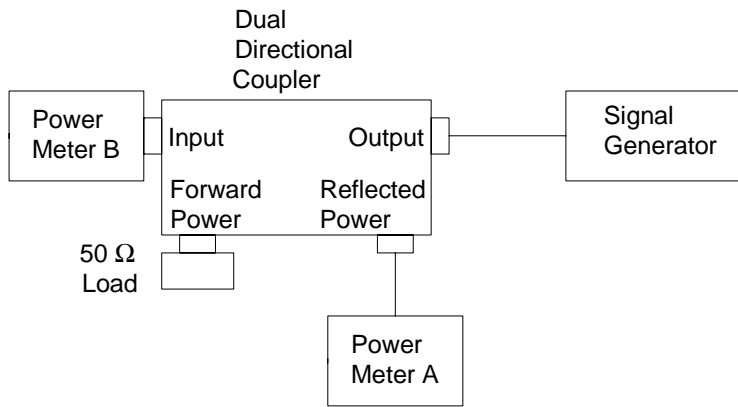 Dual
Directional
Coupler
Power
Meter B
Input
Output
Signal
Generator
Forward
Power
Reflected
Power
50 Ω
Load
Power
Meter A